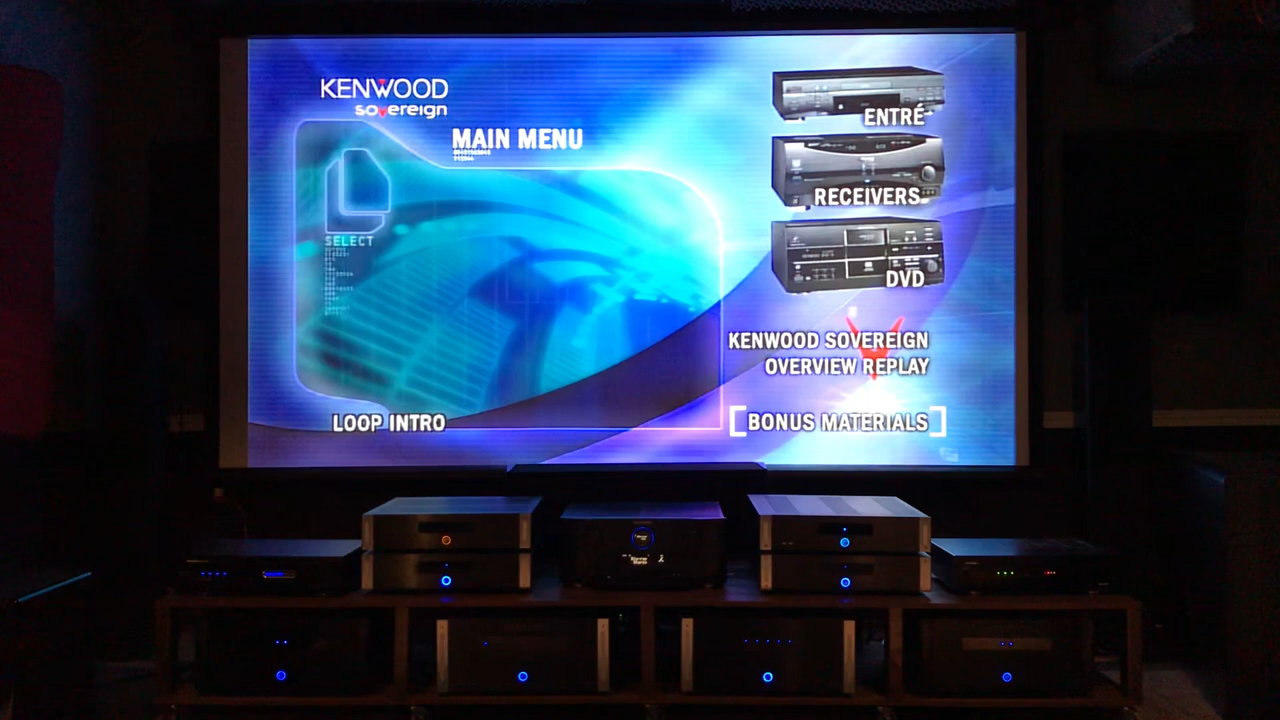 KENWOOD
sovereign
MAIN MENU
SELECT
ENTRÉ
RECEIVERS
DVD
KENWOOD SOVEREIGN
OVERVIEW REPLAY
LOOP INTRO
[BONUS MATERIALS]